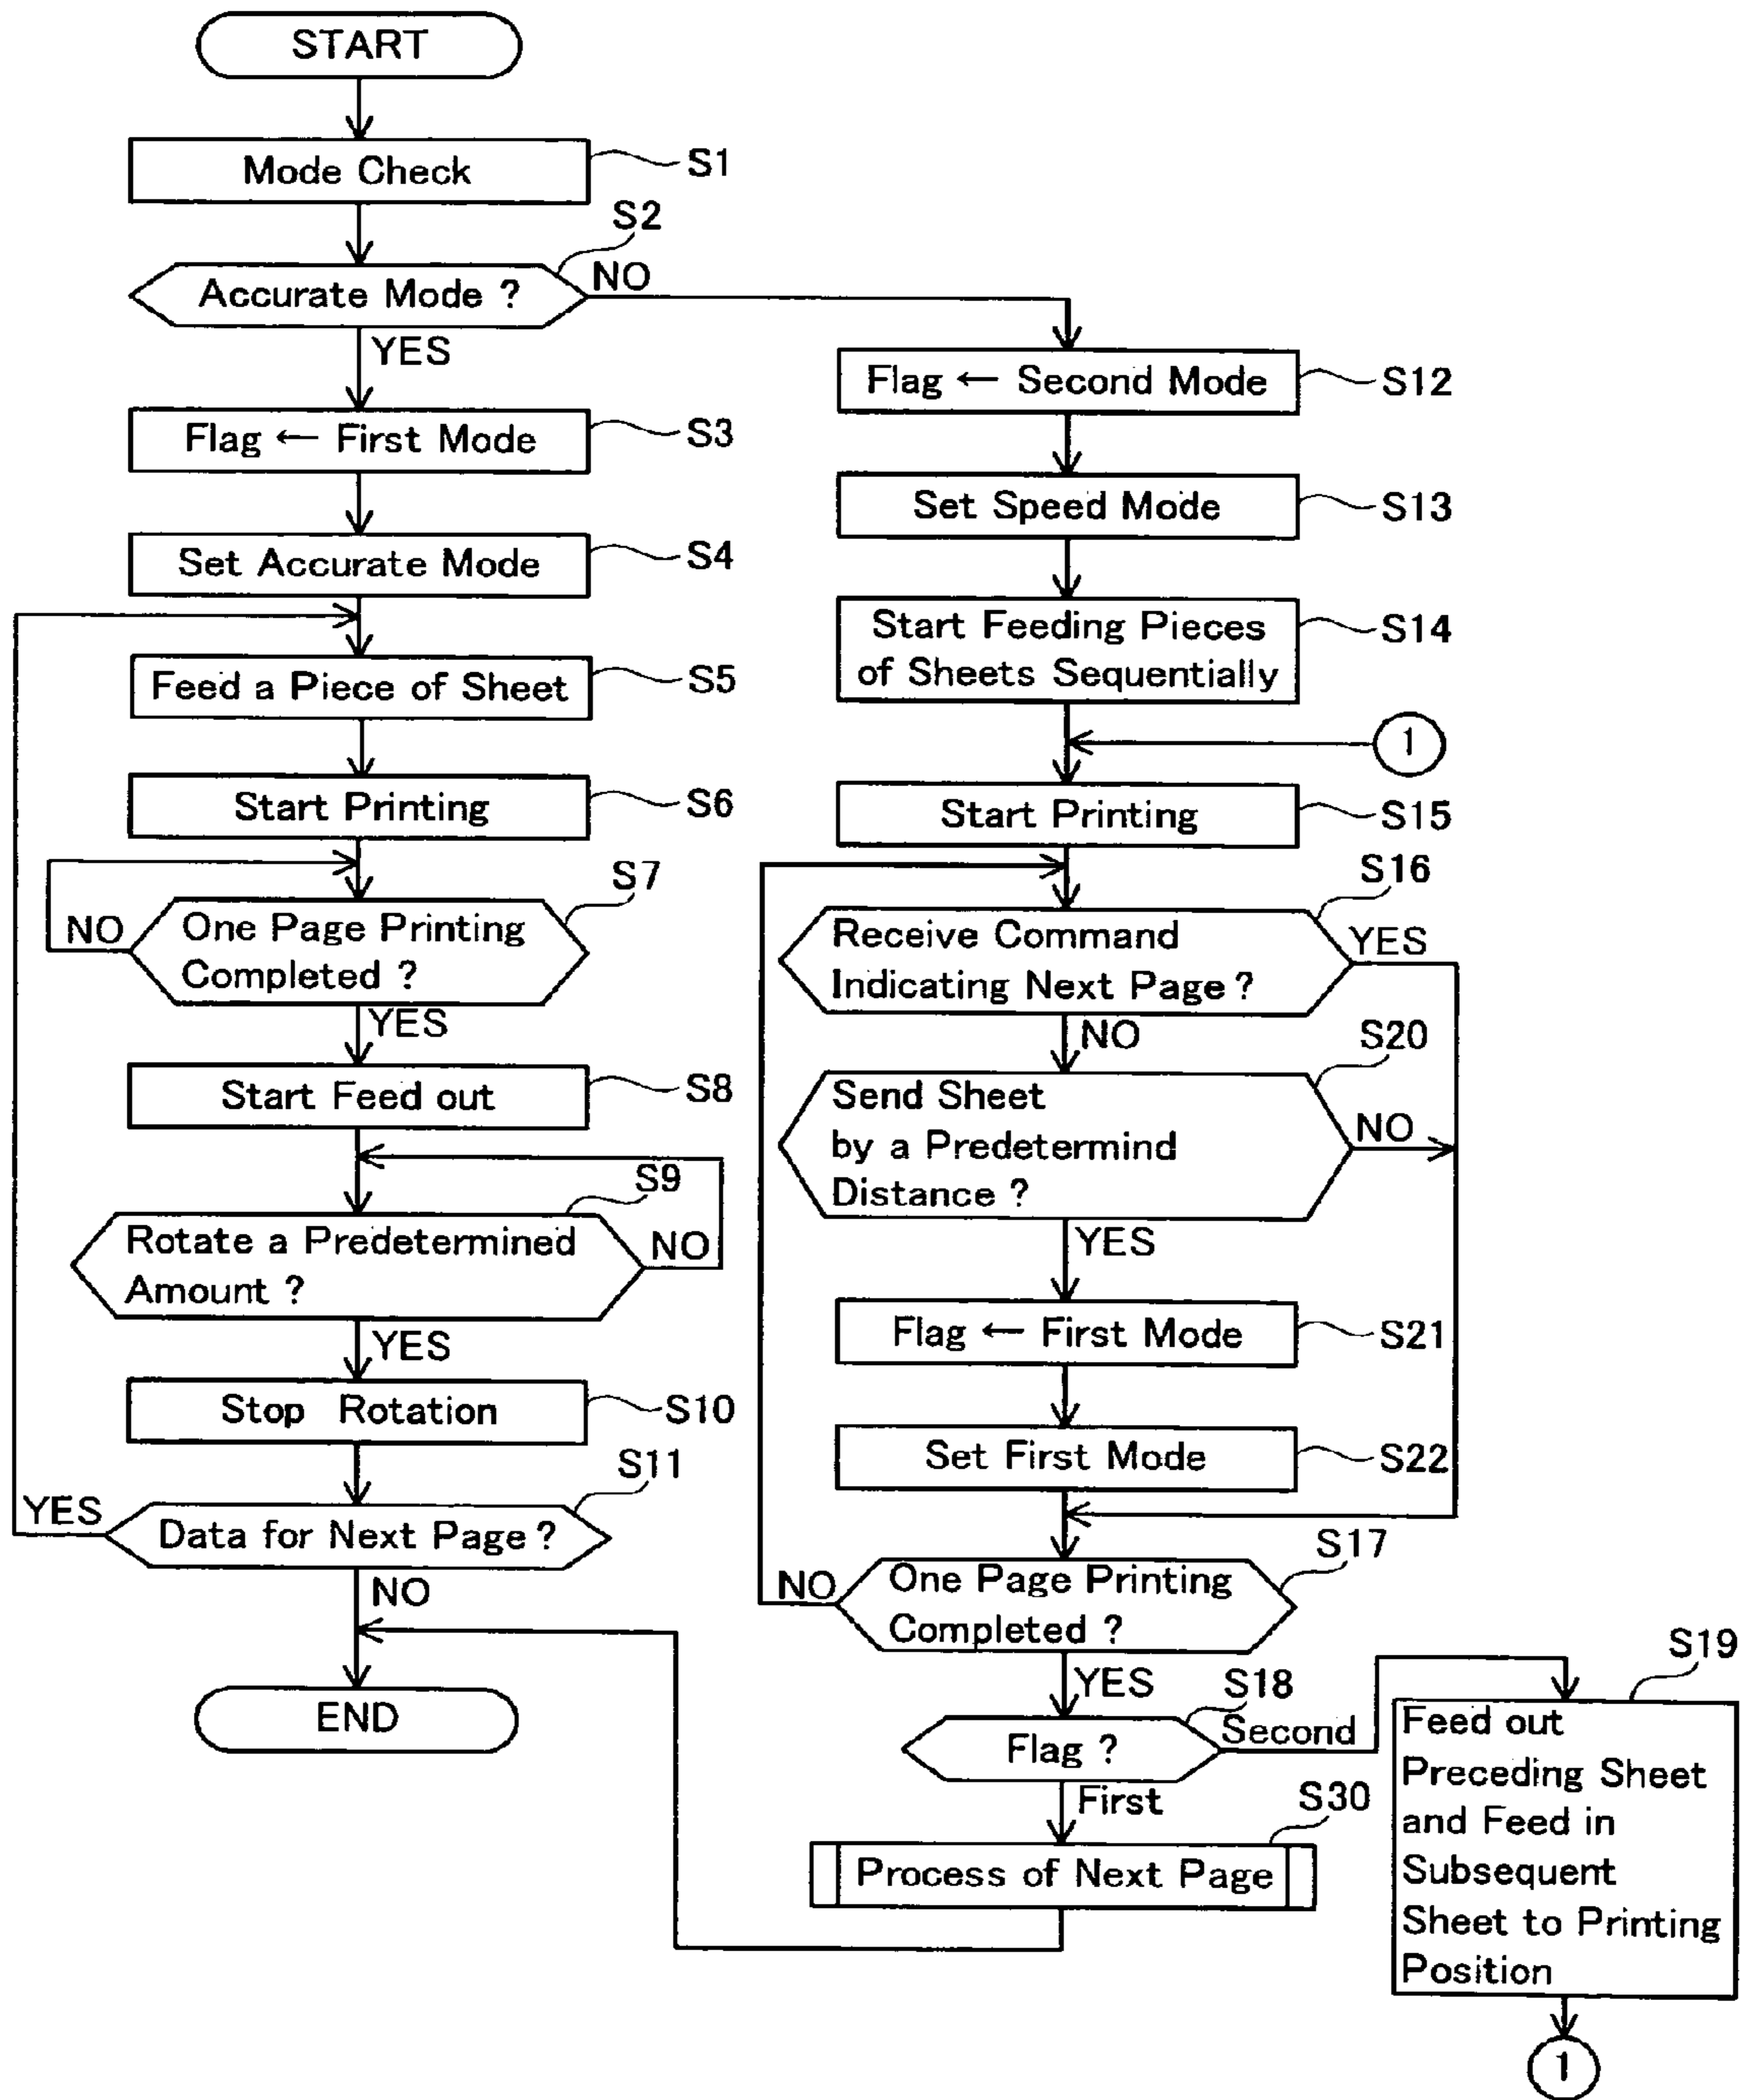 START
Mode Check
S1
S2
Accurate Mode ?
NO
YES
Flag ← First Mode
S3
Set Accurate Mode
S4
Feed a Piece of Sheet
S5
Start Printing
S6
S7
One Page Printing
Completed ?
NO
YES
Start Feed out
S8
S9
Rotate a Predetermined
Amount ?
NO
YES
Stop Rotation
S10
S11
Data for Next Page ?
YES
NO
END
Flag ← Second Mode
S12
Set Speed Mode
S13
Start Feeding Pieces
of Sheets Sequentially
S14
1
Start Printing
S15
S16
Receive Command
Indicating Next Page ?
YES
NO
S20
Send Sheet
by a Predetermind
Distance ?
NO
YES
Flag ← First Mode
S21
Set First Mode
S22
S17
One Page Printing
Completed ?
NO
YES
S18
Flag ?
Second
First
S30
Process of Next Page
S19
Feed out
Preceding Sheet
and Feed in
Subsequent
Sheet to Printing
Position
1